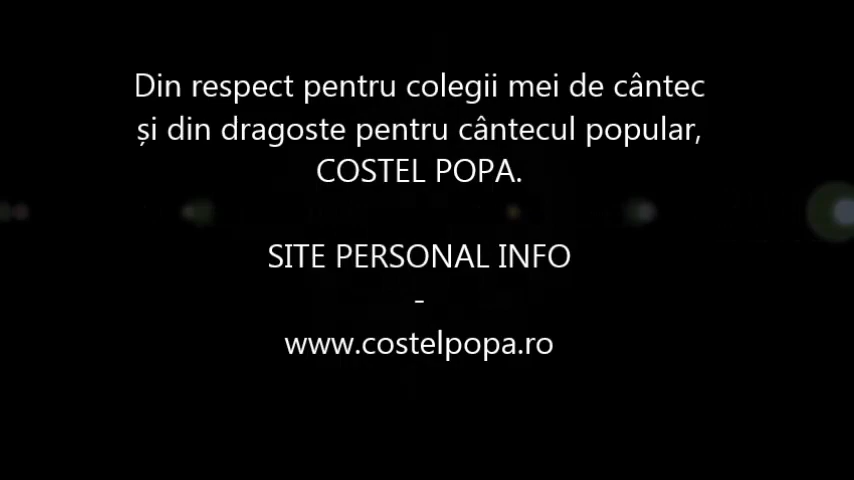 Din respect pentru colegii mei de cântec
și din dragoste pentru cântecul popular,
COSTEL POPA.
SITE PERSONAL INFO
-
www.costelpopa.ro